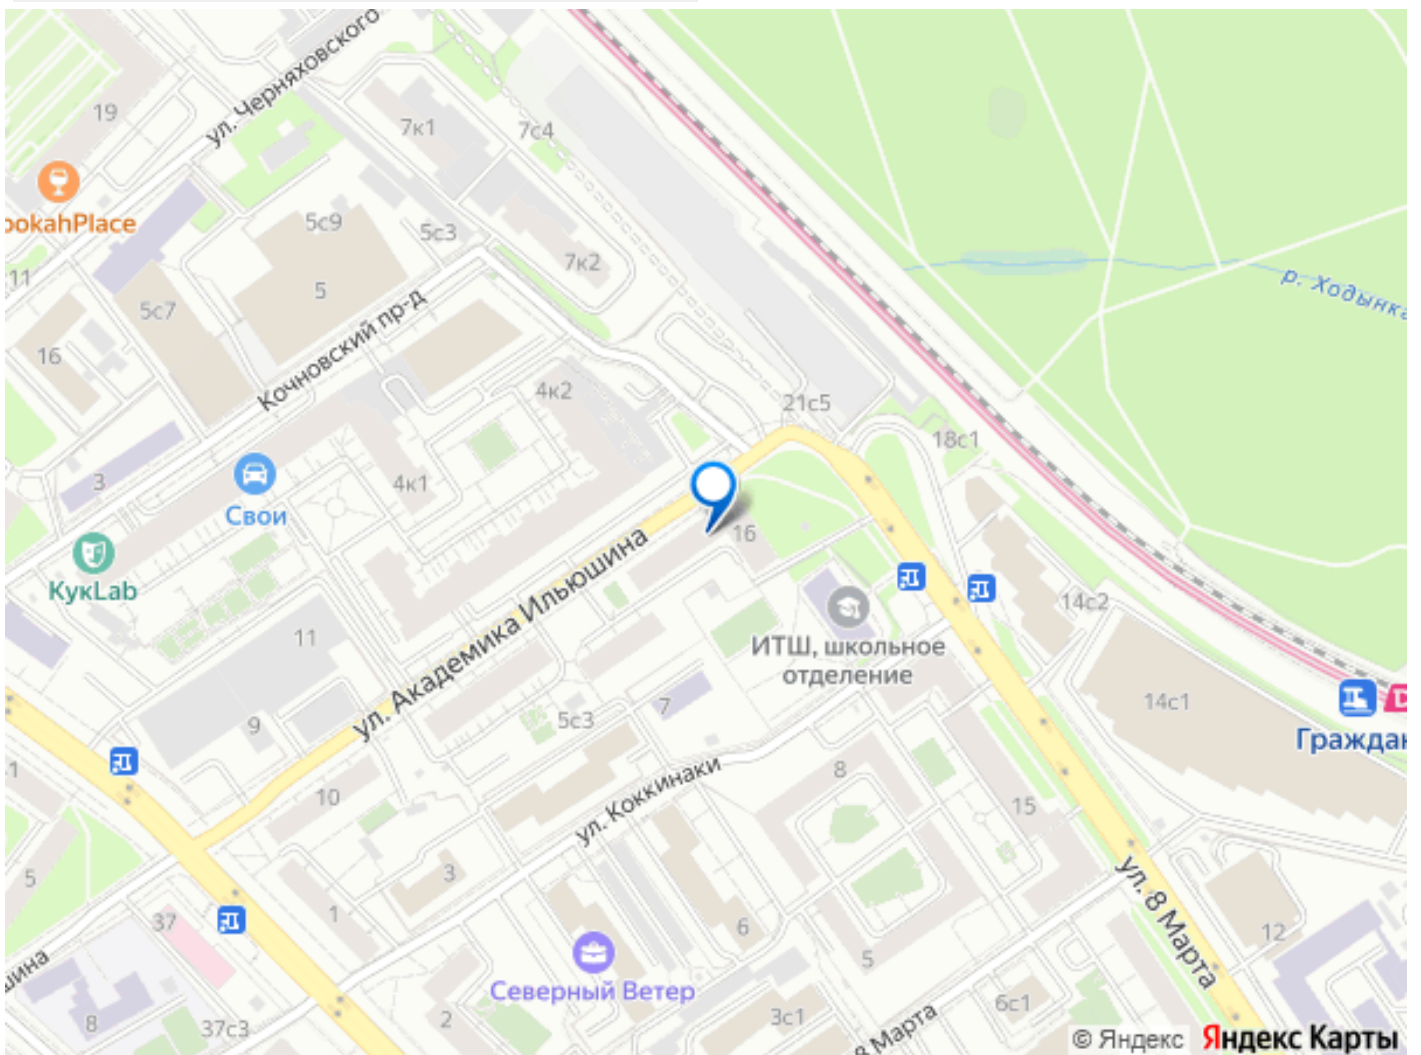 ул. Черняховского
19
7к1
7с4
ookahPlace
5с9
5с3
7к2
р. Ходынка
11
5
5с7
Кочновский пр-д
16
4к2
21с5
18с1
3
4к1
Свои
16
КукLab
ул. Академика Ильюшина
14с2
11
ИТШ, школьное
отделение
7
14с1
9
5с3
Граждан
1
10
8
ул. Коккинаки
15
5
3
ул. 8 Марта
37
1
6
12
шина
5
Северный Ветер
8
37с3
2
3с1
6с1
8 Марта
© Яндекс
Яндекс Карты